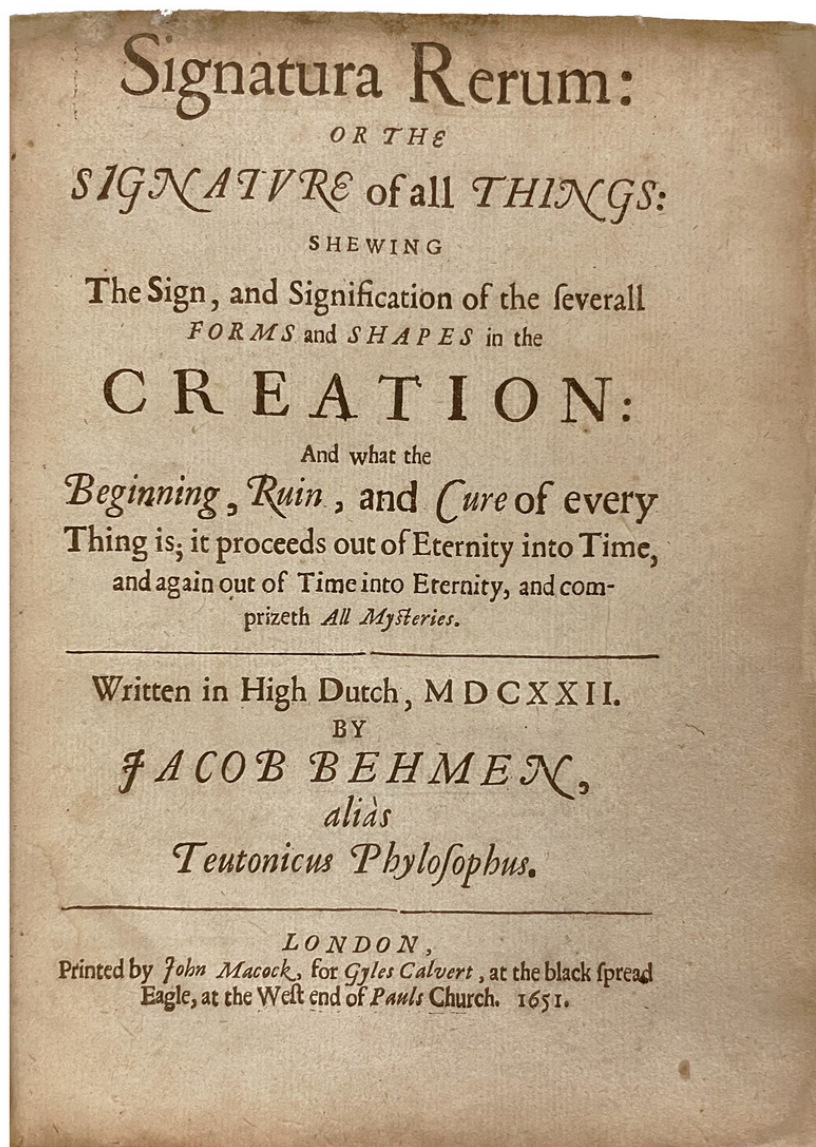 Signatura Rerum:
OR THE
SIGNATVRE of all THINGS:
SHEWING
The Sign, and Signification of the ſeverall
FORMS and SHAPES in the
CREATION:
And what the
Beginning, Ruin, and Cure of every
Thing is; it proceeds out of Eternity into Time,
and again out of Time into Eternity, and com-
prizeth All Myſteries.
Written in High Dutch, MDCXXII.
BY
JACOB BEHMEN,
aliàs
Teutonicus Phyloſophus.
LONDON,
Printed by John Macock, for Gyles Calvert, at the black ſpread
Eagle, at the Weſt end of Pauls Church. 1651.